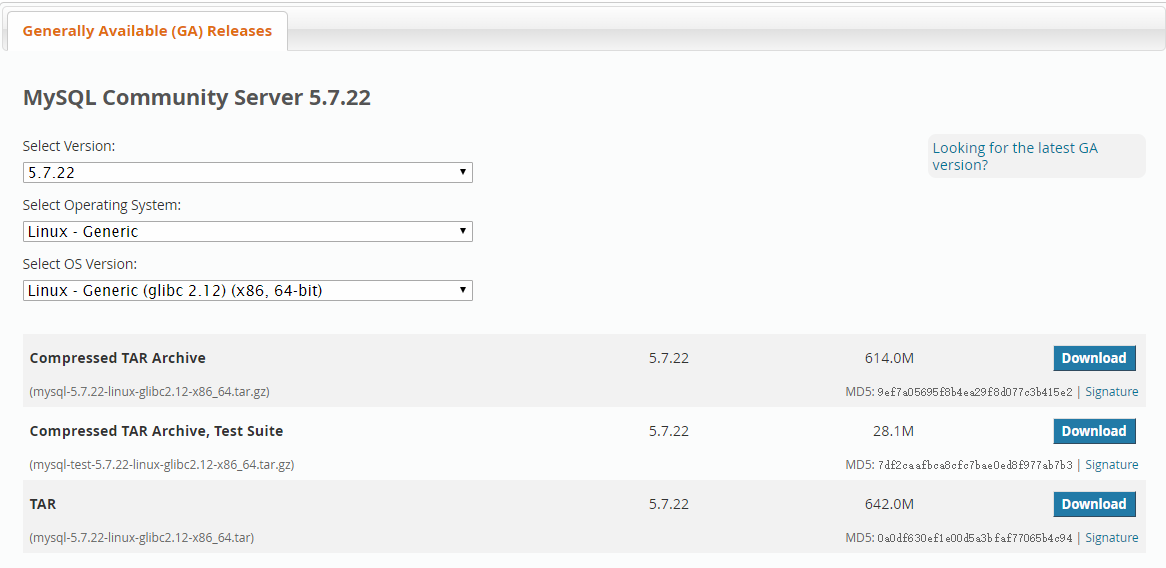 Generally Available (GA) Releases
MySQL Community Server 5.7.22
Select Version:
Looking for the latest GA
version?
5.7.22
Select Operating System:
Linux - Generic
Select OS Version:
Linux - Generic (glibc 2.12) (x86, 64-bit)
Compressed TAR Archive 5.7.22 614.0M Download
(mysql-5.7.22-linux-glibc2.12-x86_64.tar.gz) MD5: 9ef7a05695f8b4ea29f8d077c3b415e2 | Signature
Compressed TAR Archive, Test Suite 5.7.22 28.1M Download
(mysql-test-5.7.22-linux-glibc2.12-x86_64.tar.gz) MD5: 7df2caafbca8cfc7bae0ed8f977ab7b3 | Signature
TAR 5.7.22 642.0M Download
(mysql-5.7.22-linux-glibc2.12-x86_64.tar) MD5: 0a0df630ef1e00d5a3bfaf77065b4c94 | Signature